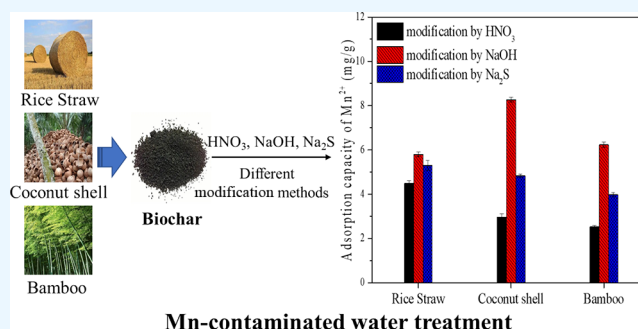 Rice Straw
Coconut shell
Bamboo
Biochar
HNO₃, NaOH, Na₂S
Different
modification methods
Adsorption capacity of Mn²⁺ (mg/g)
12
10
8
6
4
2
0
modification by HNO₃
modification by NaOH
modification by Na₂S
Rice Straw
Coconut shell
Bamboo
Mn-contaminated water treatment